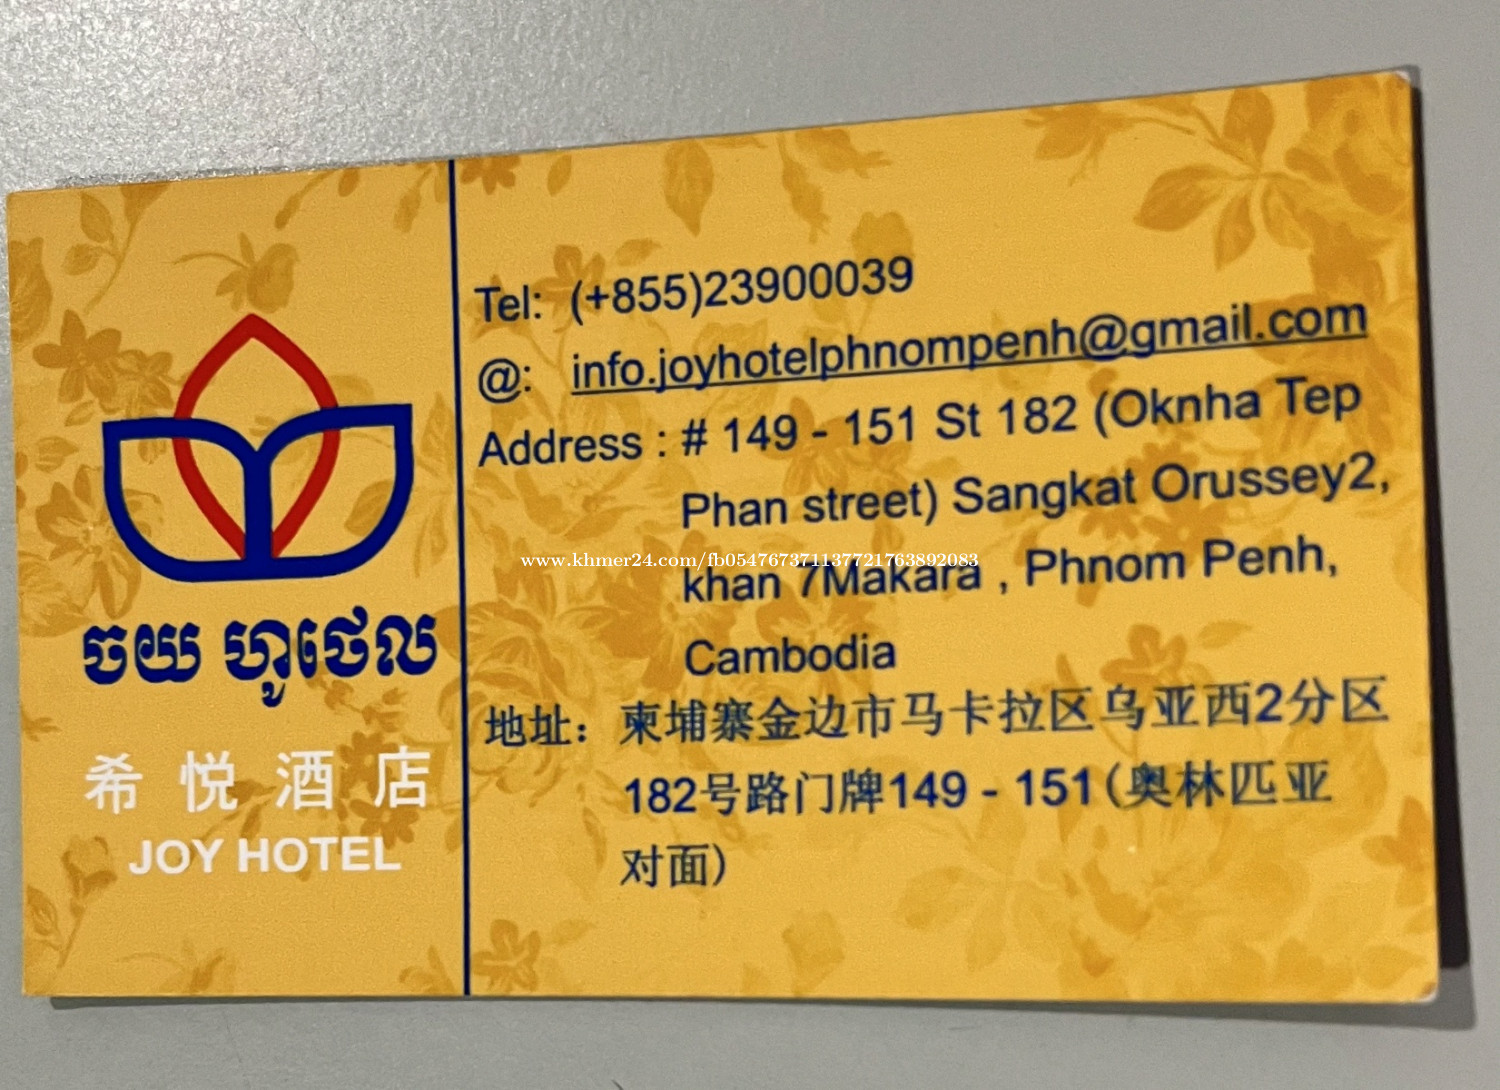 ចយ ហូថេល
希悦酒店
JOY HOTEL
Tel: (+855)23900039
@: info.joyhotelphnompenh@gmail.com
Address : # 149 - 151 St 182 (Oknha Tep
Phan street) Sangkat Orussey2,
www.khmer24.com/fb0547673711377217638920​83
khan 7Makara , Phnom Penh,
Cambodia
地址：柬埔寨金边市马卡拉区乌亚西2分区
182号路门牌149 - 151（奥林匹亚
对面）